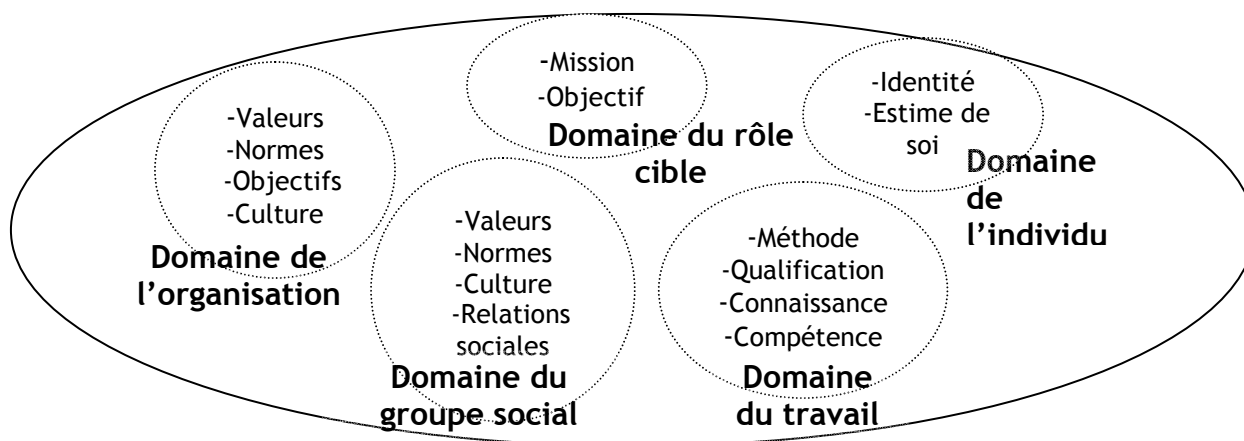 -Valeurs
-Normes
-Objectifs
-Culture
Domaine de
l’organisation
-Mission
-Objectif
Domaine du rôle
cible
-Identité
-Estime de
soi
Domaine
de
l’individu
-Valeurs
-Normes
-Culture
-Relations
sociales
Domaine du
groupe social
-Méthode
-Qualification
-Connaissance
-Compétence
Domaine
du travail